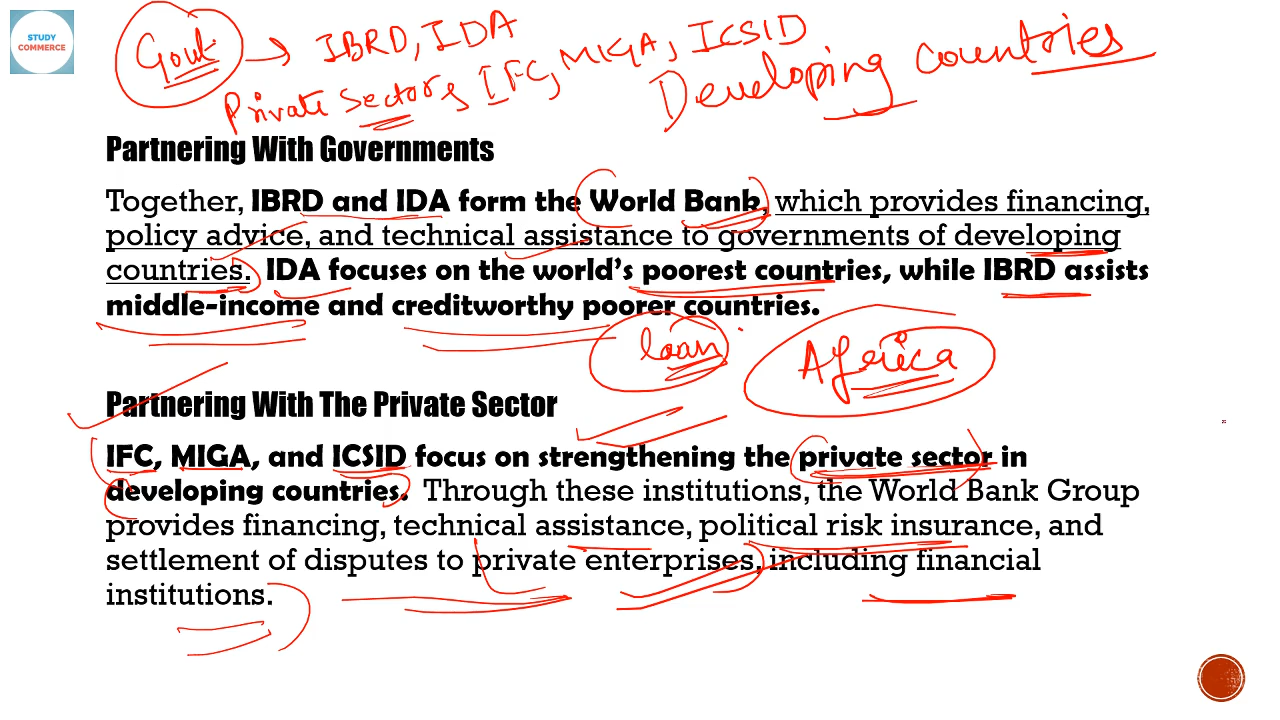 STUDY
COMMERCE
Govt. → IBRD, IDA
Private Sectors IFC, MIGA, ICSID
Developing countries
Partnering With Governments
Together, IBRD and IDA form the World Bank, which provides financing,
policy advice, and technical assistance to governments of developing
countries. IDA focuses on the world's poorest countries, while IBRD assists
middle-income and creditworthy poorer countries.
loan
Africa
Partnering With The Private Sector
IFC, MIGA, and ICSID focus on strengthening the private sector in
developing countries. Through these institutions, the World Bank Group
provides financing, technical assistance, political risk insurance, and
settlement of disputes to private enterprises, including financial
institutions.